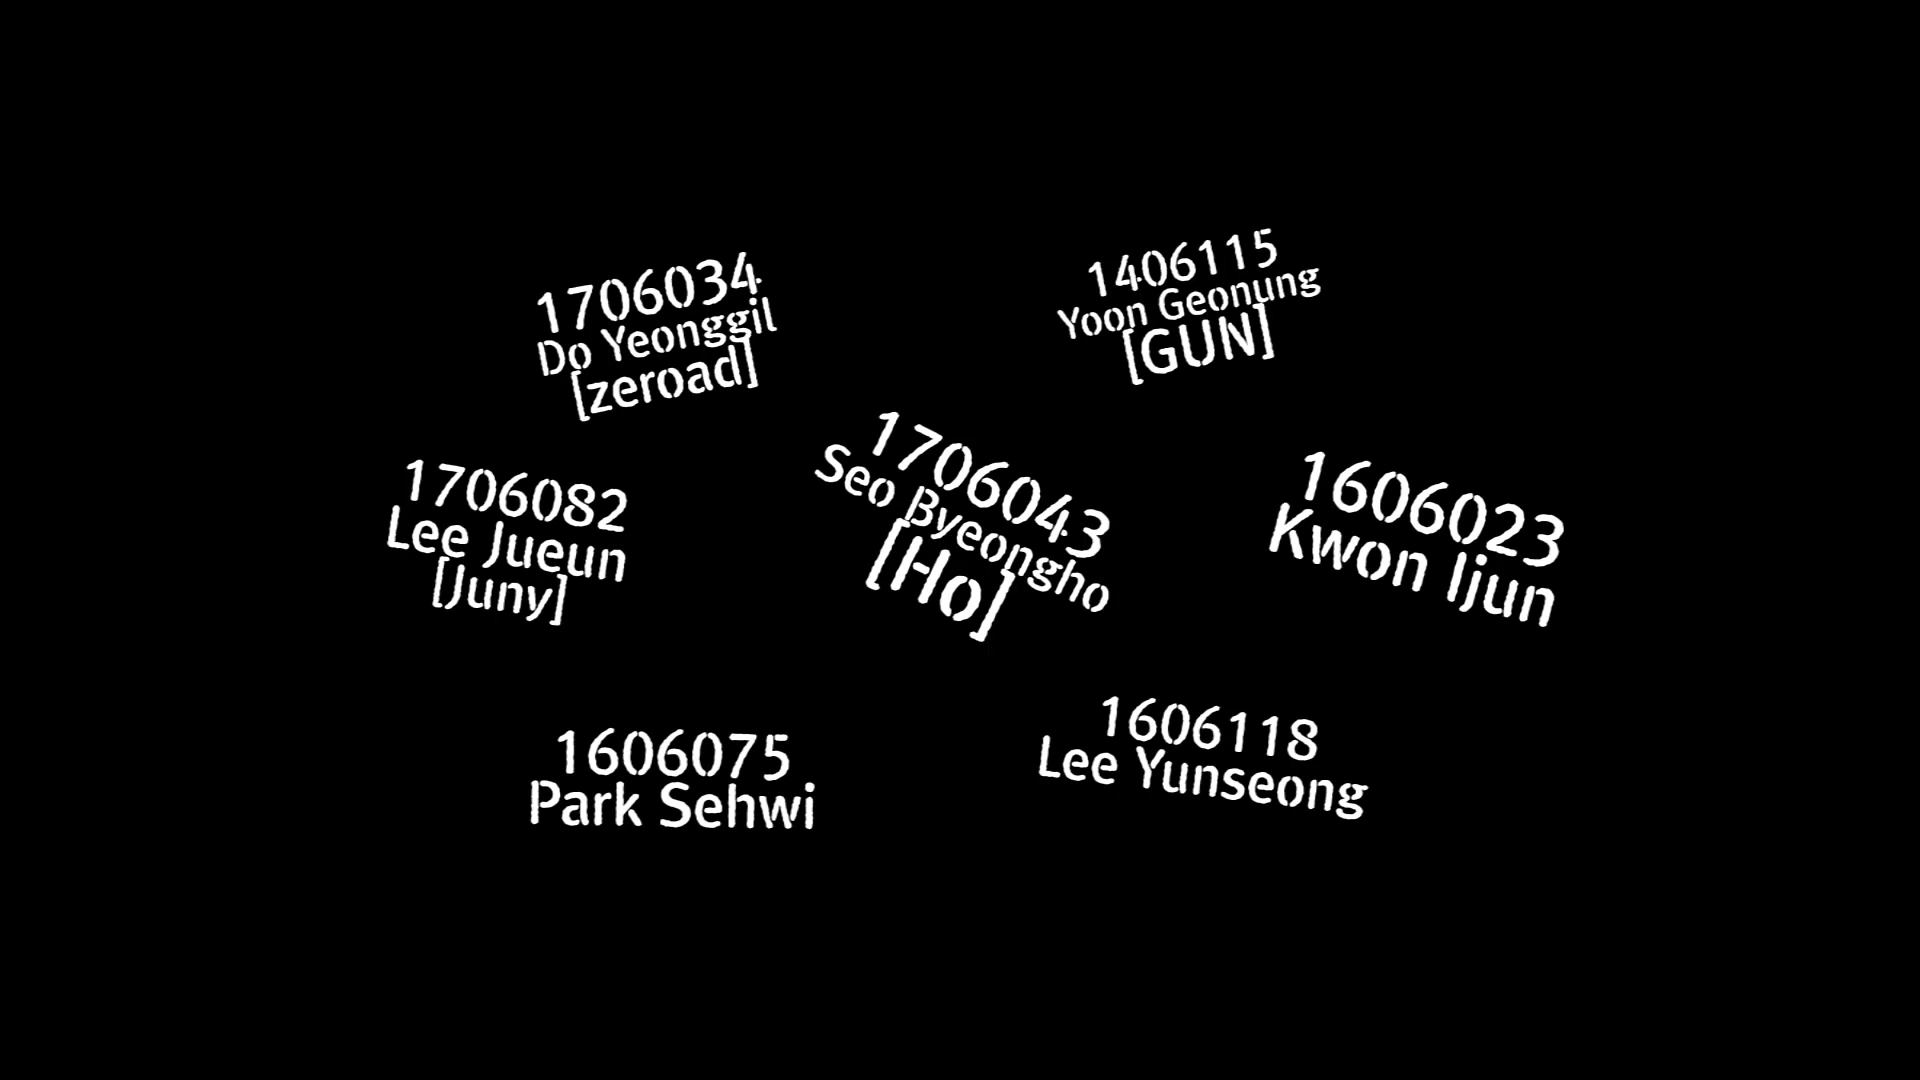 1706034
Do Yeonggil
[zeroad]
1406115
Yoon Geonung
[GUN]
1706082
Lee Jueun
[Juny]
1706043
Seo Byeongho
[Ho]
1606023
Kwon Ijun
1606075
Park Sehwi
1606118
Lee Yunseong